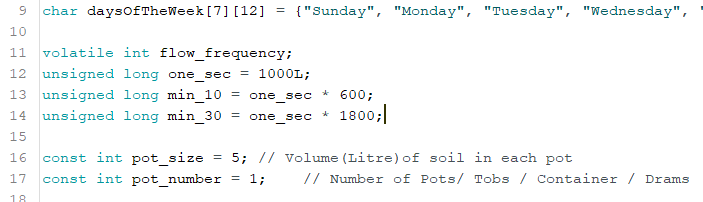 9 char daysOfTheWeek[7][12] = {"Sunday", "Monday", "Tuesday", "Wednesday", "
10
11 volatile int flow_frequency;
12 unsigned long one_sec = 1000L;
13 unsigned long min_10 = one_sec * 600;
14 unsigned long min_30 = one_sec * 1800;
15
16 const int pot_size = 5; // Volume(Litre)of soil in each pot
17 const int pot_number = 1;    // Number of Pots/ Tobs / Container / Drams
18